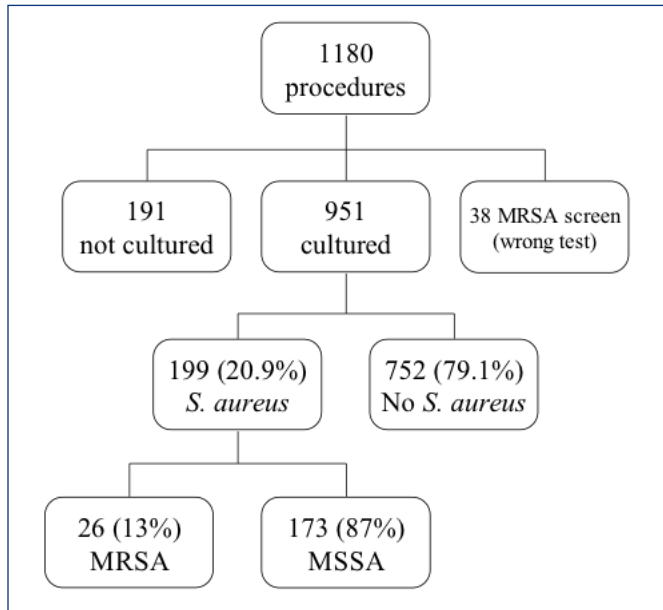 1180
procedures
191
not cultured
951
cultured
38 MRSA screen
(wrong test)
199 (20.9%)
S. aureus
752 (79.1%)
No S. aureus
26 (13%)
MRSA
173 (87%)
MSSA